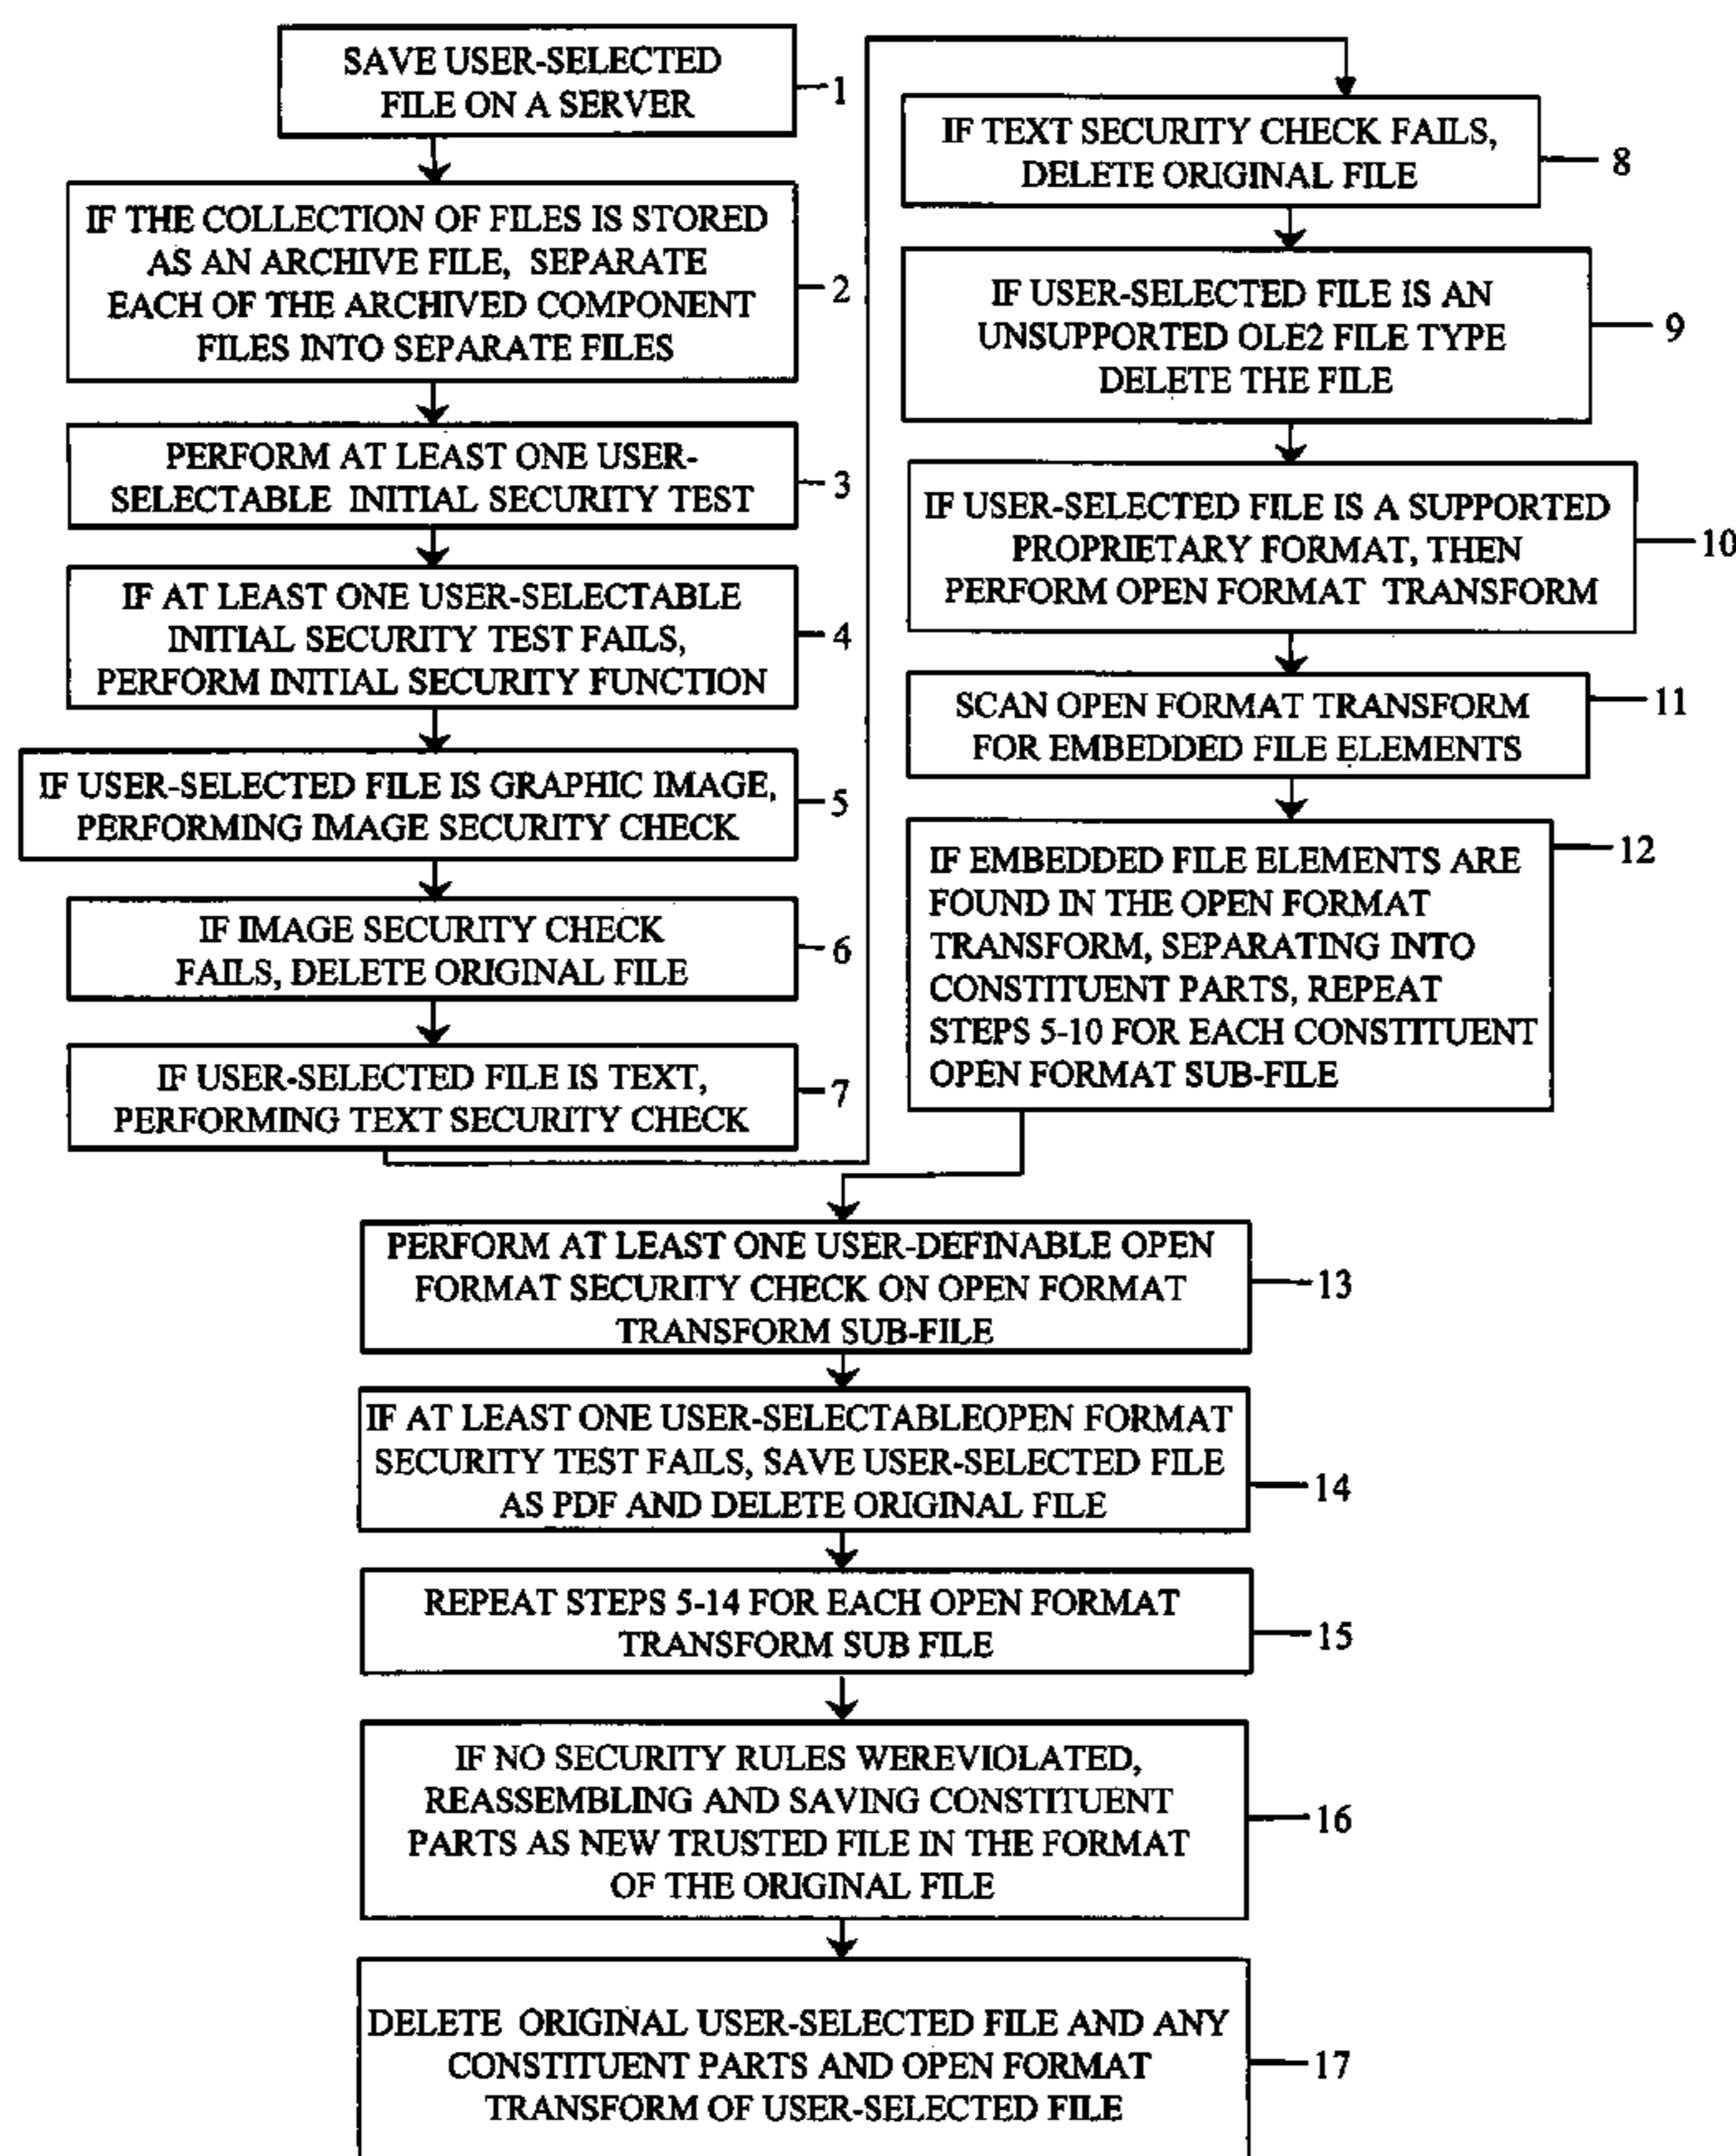 SAVE USER-SELECTED
FILE ON A SERVER
1
IF THE COLLECTION OF FILES IS STORED
AS AN ARCHIVE FILE, SEPARATE
EACH OF THE ARCHIVED COMPONENT
FILES INTO SEPARATE FILES
2
PERFORM AT LEAST ONE USER-
SELECTABLE INITIAL SECURITY TEST
3
IF AT LEAST ONE USER-SELECTABLE
INITIAL SECURITY TEST FAILS,
PERFORM INITIAL SECURITY FUNCTION
4
IF USER-SELECTED FILE IS GRAPHIC IMAGE,
PERFORMING IMAGE SECURITY CHECK
5
IF IMAGE SECURITY CHECK
FAILS, DELETE ORIGINAL FILE
6
IF USER-SELECTED FILE IS TEXT,
PERFORMING TEXT SECURITY CHECK
7
IF TEXT SECURITY CHECK FAILS,
DELETE ORIGINAL FILE
8
IF USER-SELECTED FILE IS AN
UNSUPPORTED OLE2 FILE TYPE
DELETE THE FILE
9
IF USER-SELECTED FILE IS A SUPPORTED
PROPRIETARY FORMAT, THEN
PERFORM OPEN FORMAT TRANSFORM
10
SCAN OPEN FORMAT TRANSFORM
FOR EMBEDDED FILE ELEMENTS
11
IF EMBEDDED FILE ELEMENTS ARE
FOUND IN THE OPEN FORMAT
TRANSFORM, SEPARATING INTO
CONSTITUENT PARTS, REPEAT
STEPS 5-10 FOR EACH CONSTITUENT
OPEN FORMAT SUB-FILE
12
PERFORM AT LEAST ONE USER-DEFINABLE OPEN
FORMAT SECURITY CHECK ON OPEN FORMAT
TRANSFORM SUB-FILE
13
IF AT LEAST ONE USER-SELECTABLEOPEN FORMAT
SECURITY TEST FAILS, SAVE USER-SELECTED FILE
AS PDF AND DELETE ORIGINAL FILE
14
REPEAT STEPS 5-14 FOR EACH OPEN FORMAT
TRANSFORM SUB FILE
15
IF NO SECURITY RULES WEREVIOLATED,
REASSEMBLING AND SAVING CONSTITUENT
PARTS AS NEW TRUSTED FILE IN THE FORMAT
OF THE ORIGINAL FILE
16
DELETE ORIGINAL USER-SELECTED FILE AND ANY
CONSTITUENT PARTS AND OPEN FORMAT
TRANSFORM OF USER-SELECTED FILE
17